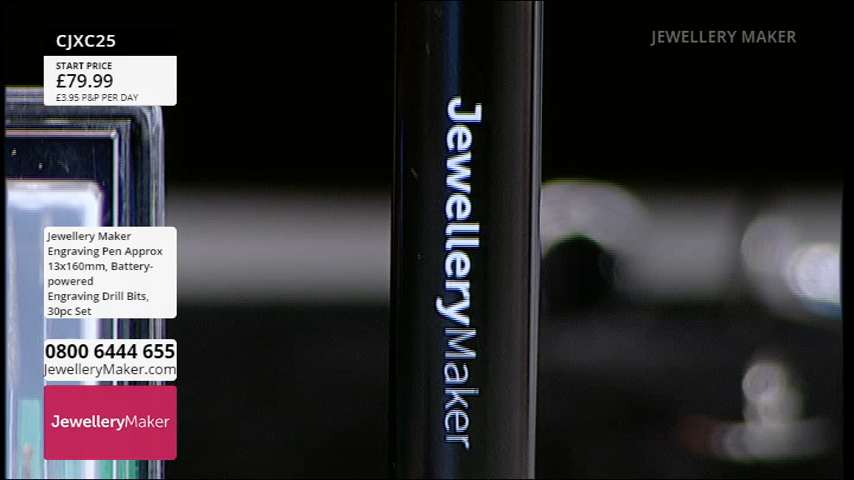 CJXC25
START PRICE
£79.99
£3.95 P&P PER DAY
Jewellery Maker
Engraving Pen Approx
13x160mm, Battery-
powered
Engraving Drill Bits,
30pc Set
0800 6444 655
JewelleryMaker.com
JewelleryMaker
JewelleryMaker
JEWELLERY MAKER